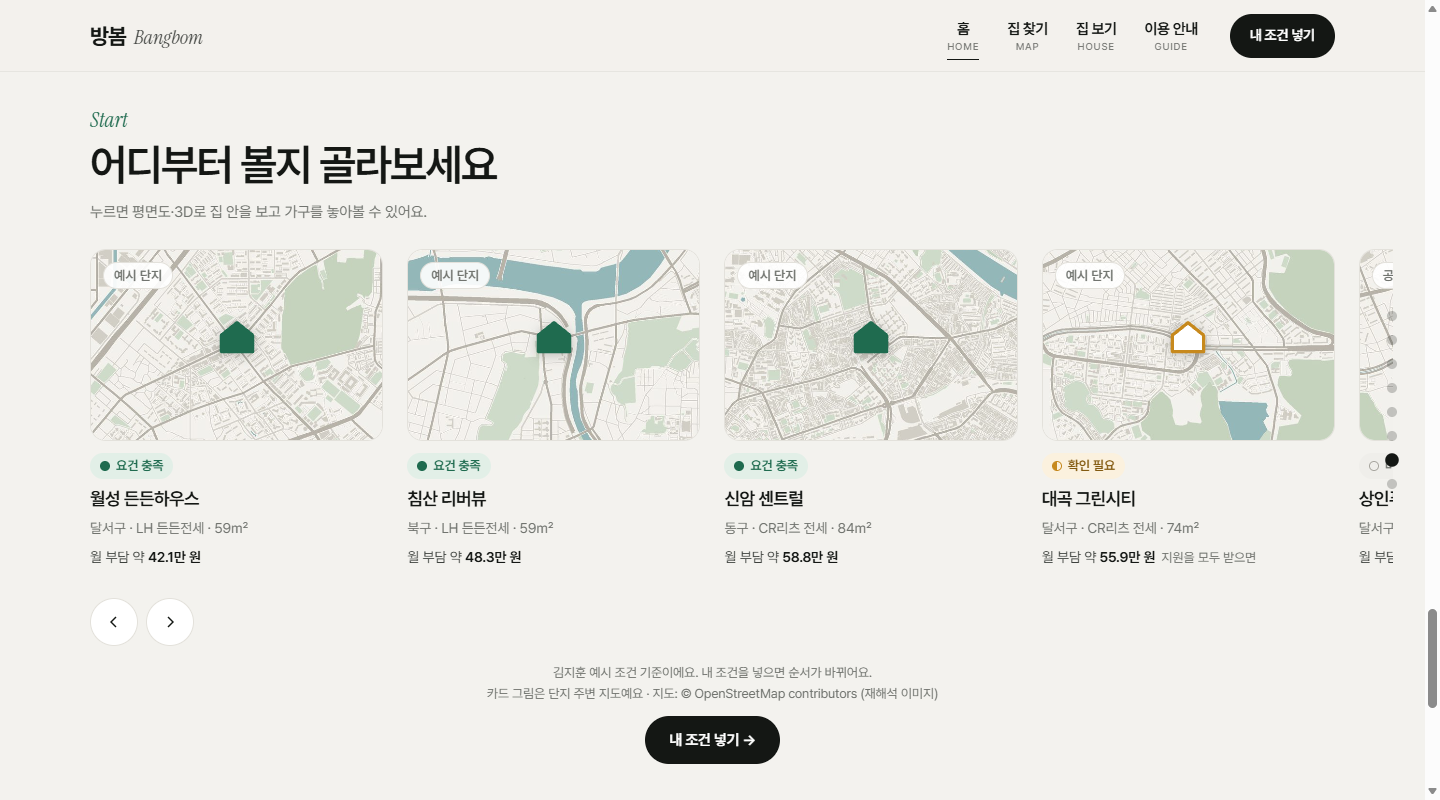 방봄 Bangbom
홈 집 찾기 집 보기 이용 안내 내 조건 넣기
HOME MAP HOUSE GUIDE
Start
어디부터 볼지 골라보세요
누르면 평면도·3D로 집 안을 보고 가구를 놓아볼 수 있어요.
예시 단지 예시 단지 예시 단지 예시 단지
요건 충족 요건 충족 요건 충족 확인 필요
월성 든든하우스 침산 리버뷰 신암 센트럴 대곡 그린시티 상인
달서구 · LH 든든전세 · 59m² 북구 · LH 든든전세 · 59m² 동구 · CR리츠 전세 · 84m² 달서구 · CR리츠 전세 · 74m² 달서구
월 부담 약 42.1만 원 월 부담 약 48.3만 원 월 부담 약 58.8만 원 월 부담 약 55.9만 원 지원을 모두 받으면 월
김지훈 예시 조건 기준이에요. 내 조건을 넣으면 순서가 바뀌어요.
카드 그림은 단지 주변 지도예요 · 지도: © OpenStreetMap contributors (재해석 이미지)
내 조건 넣기 →